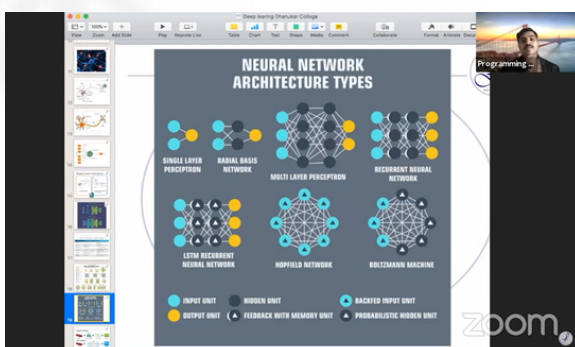 Deep learing Dhanukar Colloge
100%
View
Zoom
Add Slide
Play
Keynote Live
Table
Chart
Text
Shape
Media
Comment
Collaborate
Format
Animate
Programming ...
NEURAL NETWORK
ARCHITECTURE TYPES
SINGLE LAYER
PERCEPTRON
RADIAL BASIS
NETWORK
MULTI LAYER PERCEPTRON
RECURRENT NEURAL
NETWORK
LSTM RECURRENT
NEURAL NETWORK
HOPFIELD NETWORK
BOLTZMANN MACHINE
INPUT UNIT
HIDDEN UNIT
BACKFED INPUT UNIT
OUTPUT UNIT
FEEDBACK WITH MEMORY UNIT
PROBABILISTIC HIDDEN UNIT
zoom